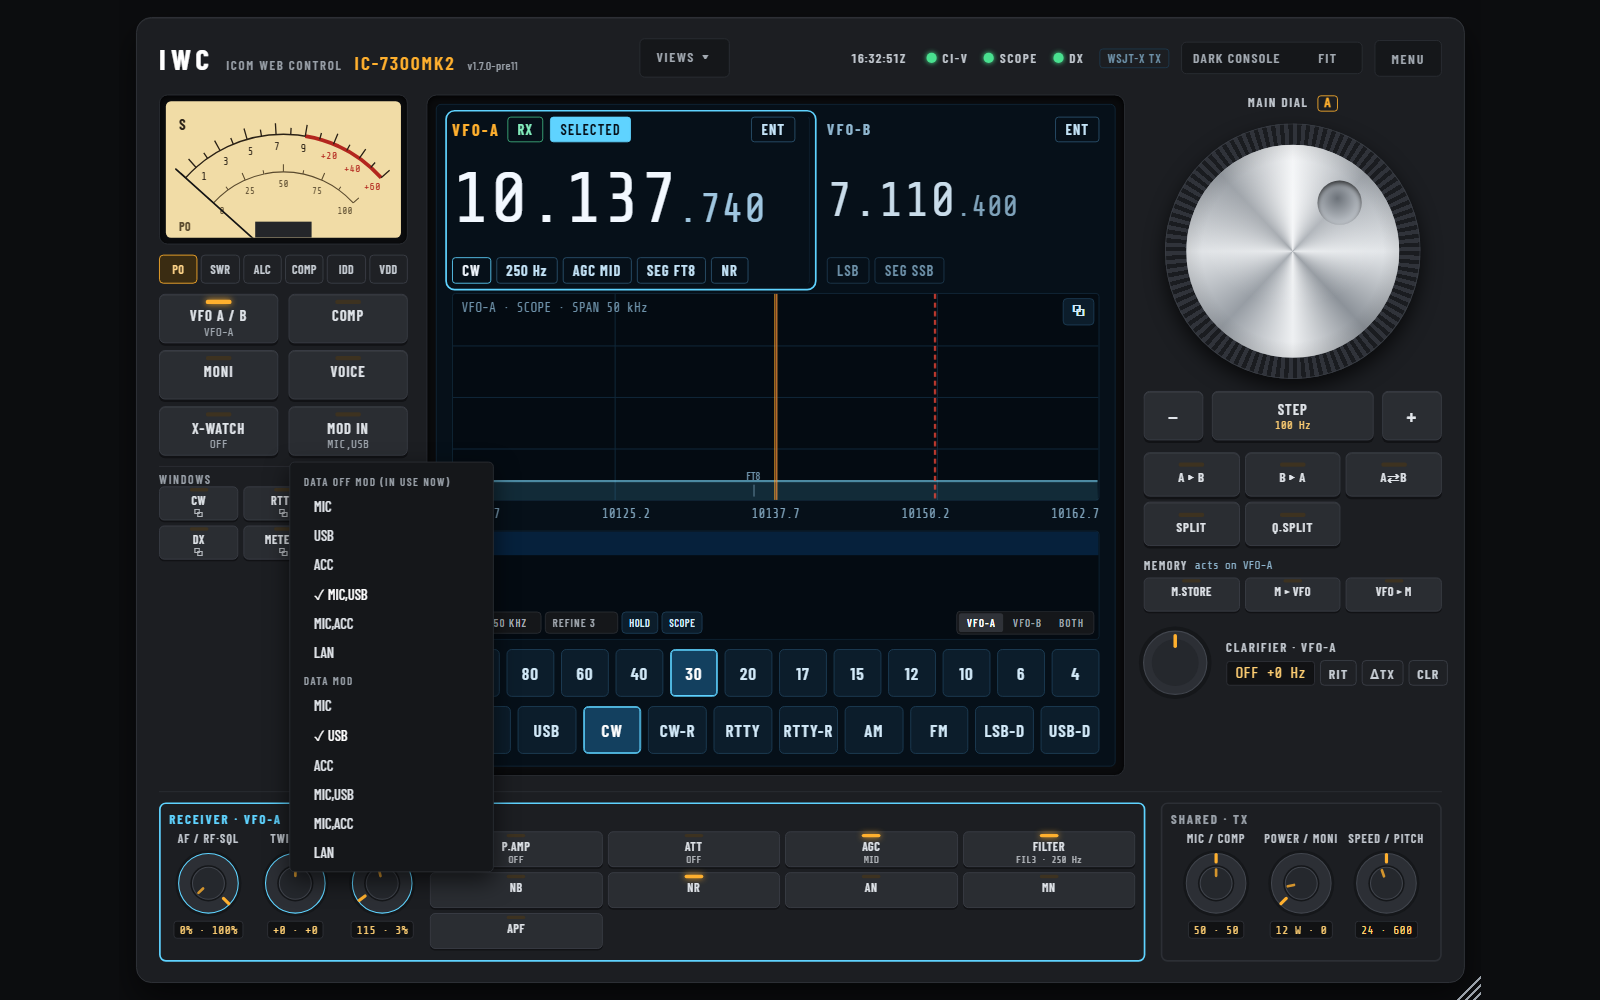 IWC ICOM WEB CONTROL IC-7300MK2 v1.7.0-pre11
VIEWS
16:32:51Z CI-V SCOPE DX WSJT-X TX DARK CONSOLE FIT MENU
S
1 3 5 7 9 +20 +40 +60
0 25 50 75 100
PO
PO SWR ALC COMP IDD VDD
VFO A / B
VFO-A
COMP
MONI
VOICE
X-WATCH
OFF
MOD IN
MIC,USB
WINDOWS
CW
RTT
DX
METE
DATA OFF MOD (IN USE NOW)
MIC
USB
ACC
✓ MIC,USB
MIC,ACC
LAN
DATA MOD
MIC
✓ USB
ACC
MIC,USB
MIC,ACC
LAN
VFO-A RX SELECTED ENT
10.137.740
CW 250 Hz AGC MID SEG FT8 NR
VFO-B ENT
7.110.400
LSB SEG SSB
VFO-A · SCOPE · SPAN 50 kHz
FT8
7 10125.2 10137.7 10150.2 10162.7
50 KHZ REFINE 3 HOLD SCOPE
VFO-A VFO-B BOTH
80 60 40 30 20 17 15 12 10 6 4
USB CW CW-R RTTY RTTY-R AM FM LSB-D USB-D
MAIN DIAL A
− STEP +
100 Hz
A ▸ B B ▸ A A⇄B
SPLIT Q.SPLIT
MEMORY acts on VFO-A
M.STORE M ▸ VFO VFO ▸ M
CLARIFIER · VFO-A
OFF +0 Hz RIT ΔTX CLR
RECEIVER · VFO-A
AF / RF-SQL TWI
0% · 100% +0 · +0 115 · 3%
P.AMP
OFF
ATT
OFF
AGC
MID
FILTER
FIL3 · 250 Hz
NB NR AN MN
APF
SHARED · TX
MIC / COMP POWER / MONI SPEED / PITCH
50 · 50 12 W · 0 24 · 600